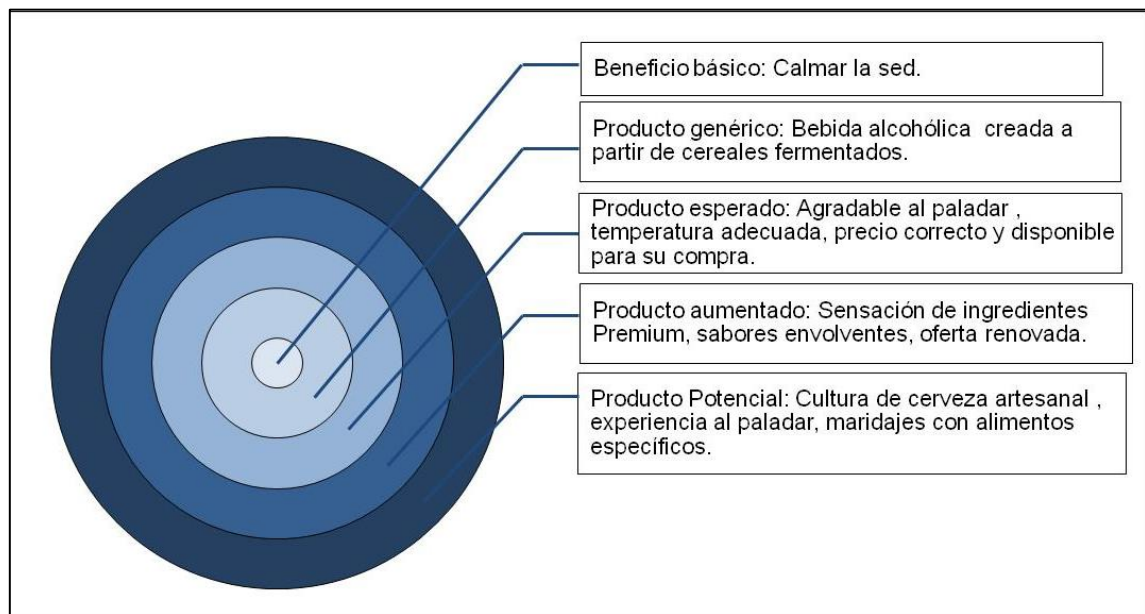 Beneficio básico: Calmar la sed.
Producto genérico: Bebida alcohólica creada a
partir de cereales fermentados.
Producto esperado: Agradable al paladar ,
temperatura adecuada, precio correcto y disponible
para su compra.
Producto aumentado: Sensación de ingredientes
Premium, sabores envolventes, oferta renovada.
Producto Potencial: Cultura de cerveza artesanal ,
experiencia al paladar, maridajes con alimentos
específicos.